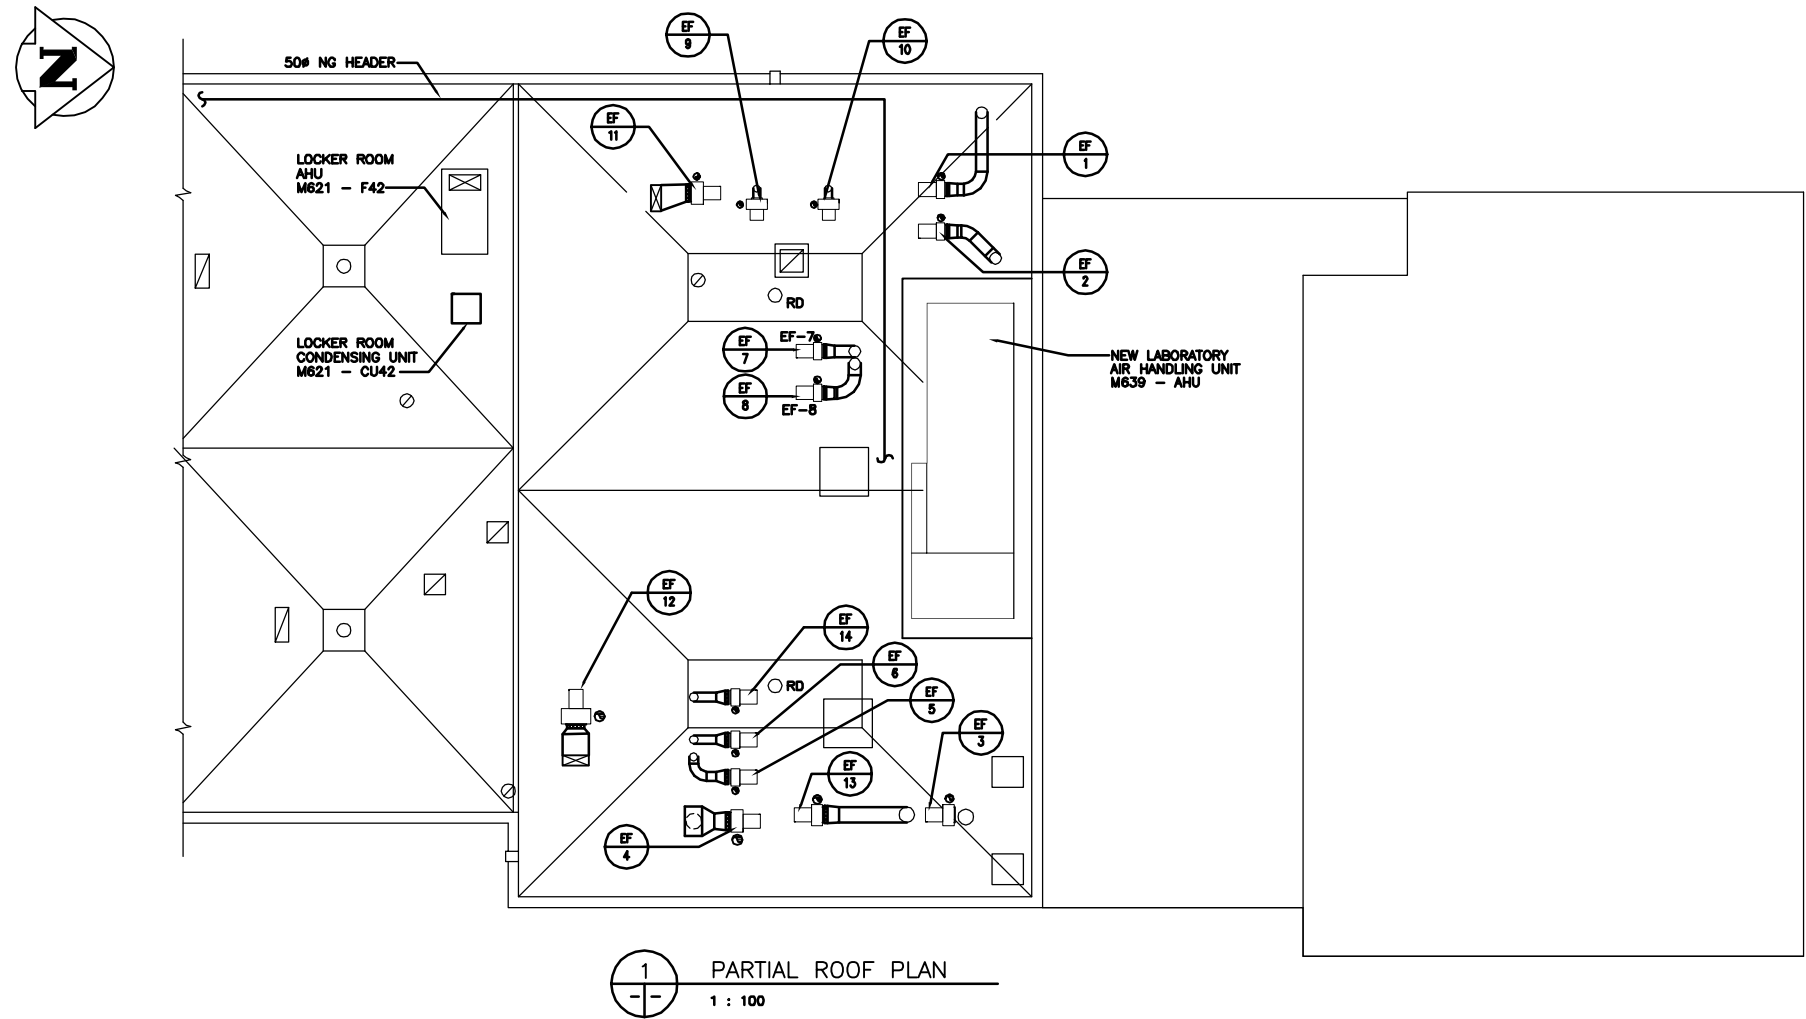 N
50ø NG HEADER
EF
9
EF
10
EF
11
EF
1
LOCKER ROOM
AHU
M621 - F42
EF
2
RD
LOCKER ROOM
CONDENSING UNIT
M621 - CU42
EF
7
EF-7
EF
8
EF-8
NEW LABORATORY
AIR HANDLING UNIT
M639 - AHU
EF
12
EF
14
EF
6
RD
EF
5
EF
3
EF
13
EF
4
1
PARTIAL ROOF PLAN
- -
1 : 100